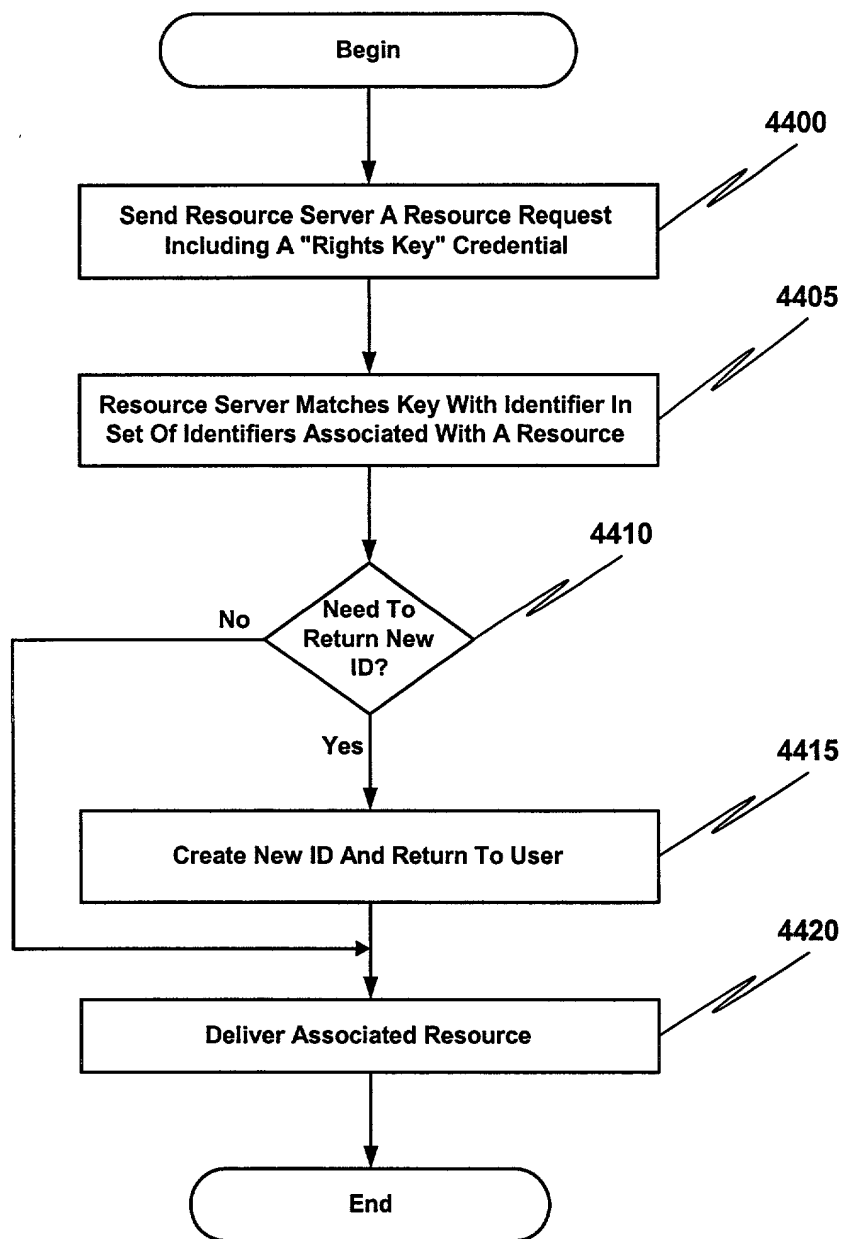 Begin
4400
Send Resource Server A Resource Request
Including A "Rights Key" Credential
4405
Resource Server Matches Key With Identifier In
Set Of Identifiers Associated With A Resource
4410
Need To
Return New
ID?
No
Yes
4415
Create New ID And Return To User
4420
Deliver Associated Resource
End